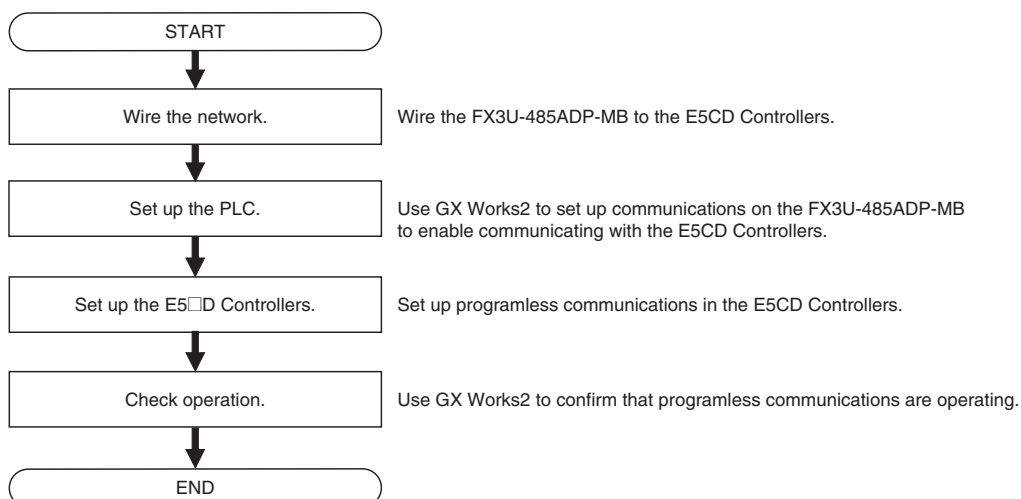 START
Wire the network.
Wire the FX3U-485ADP-MB to the E5CD Controllers.
Set up the PLC.
Use GX Works2 to set up communications on the FX3U-485ADP-MB
to enable communicating with the E5CD Controllers.
Set up the E5□D Controllers.
Set up programless communications in the E5CD Controllers.
Check operation.
Use GX Works2 to confirm that programless communications are operating.
END